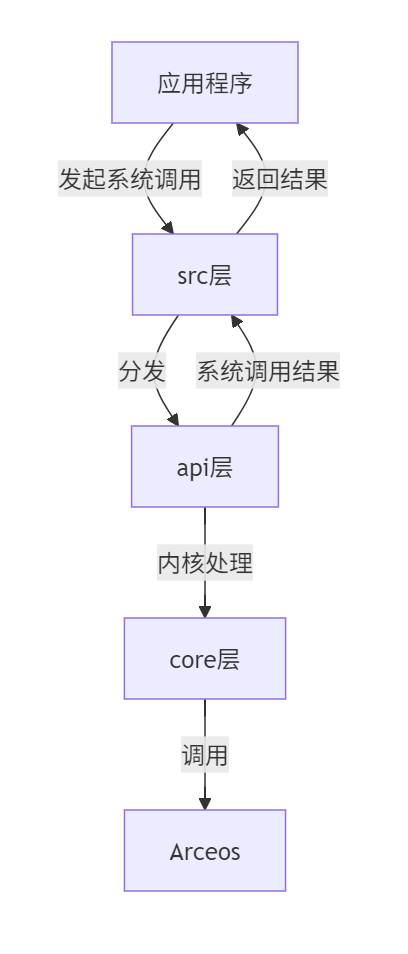 应用程序
发起系统调用
返回结果
src层
分发
系统调用结果
api层
内核处理
core层
调用
Arceos